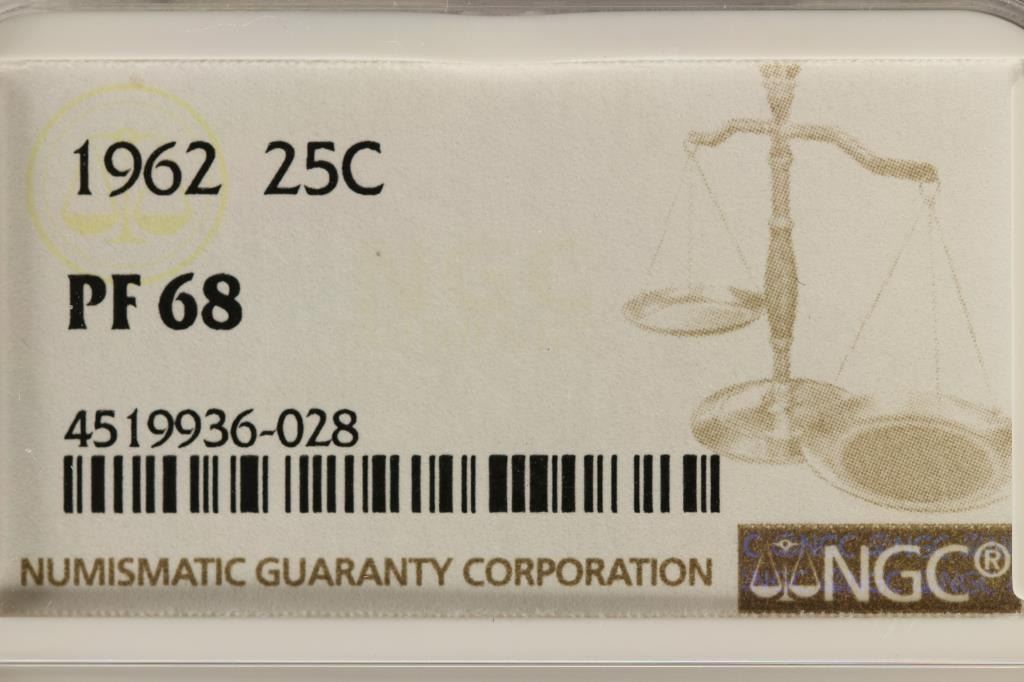 1962 25C
PF 68
4519936-028
NUMISMATIC GUARANTY CORPORATION
NGC®